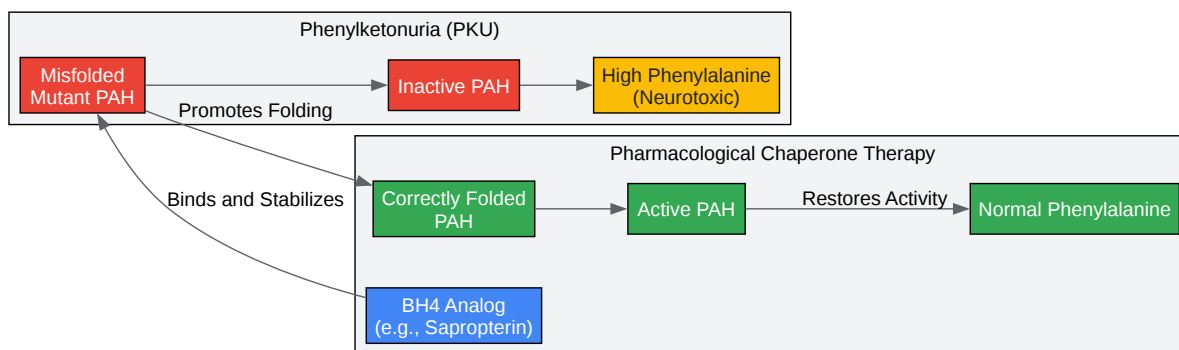 Phenylketonuria (PKU)
Misfolded
Mutant PAH
Inactive PAH
High Phenylalanine
(Neurotoxic)
Promotes Folding
Pharmacological Chaperone Therapy
Binds and Stabilizes
Correctly Folded
PAH
Active PAH
Restores Activity
Normal Phenylalanine
BH4 Analog
(e.g., Sapropterin)